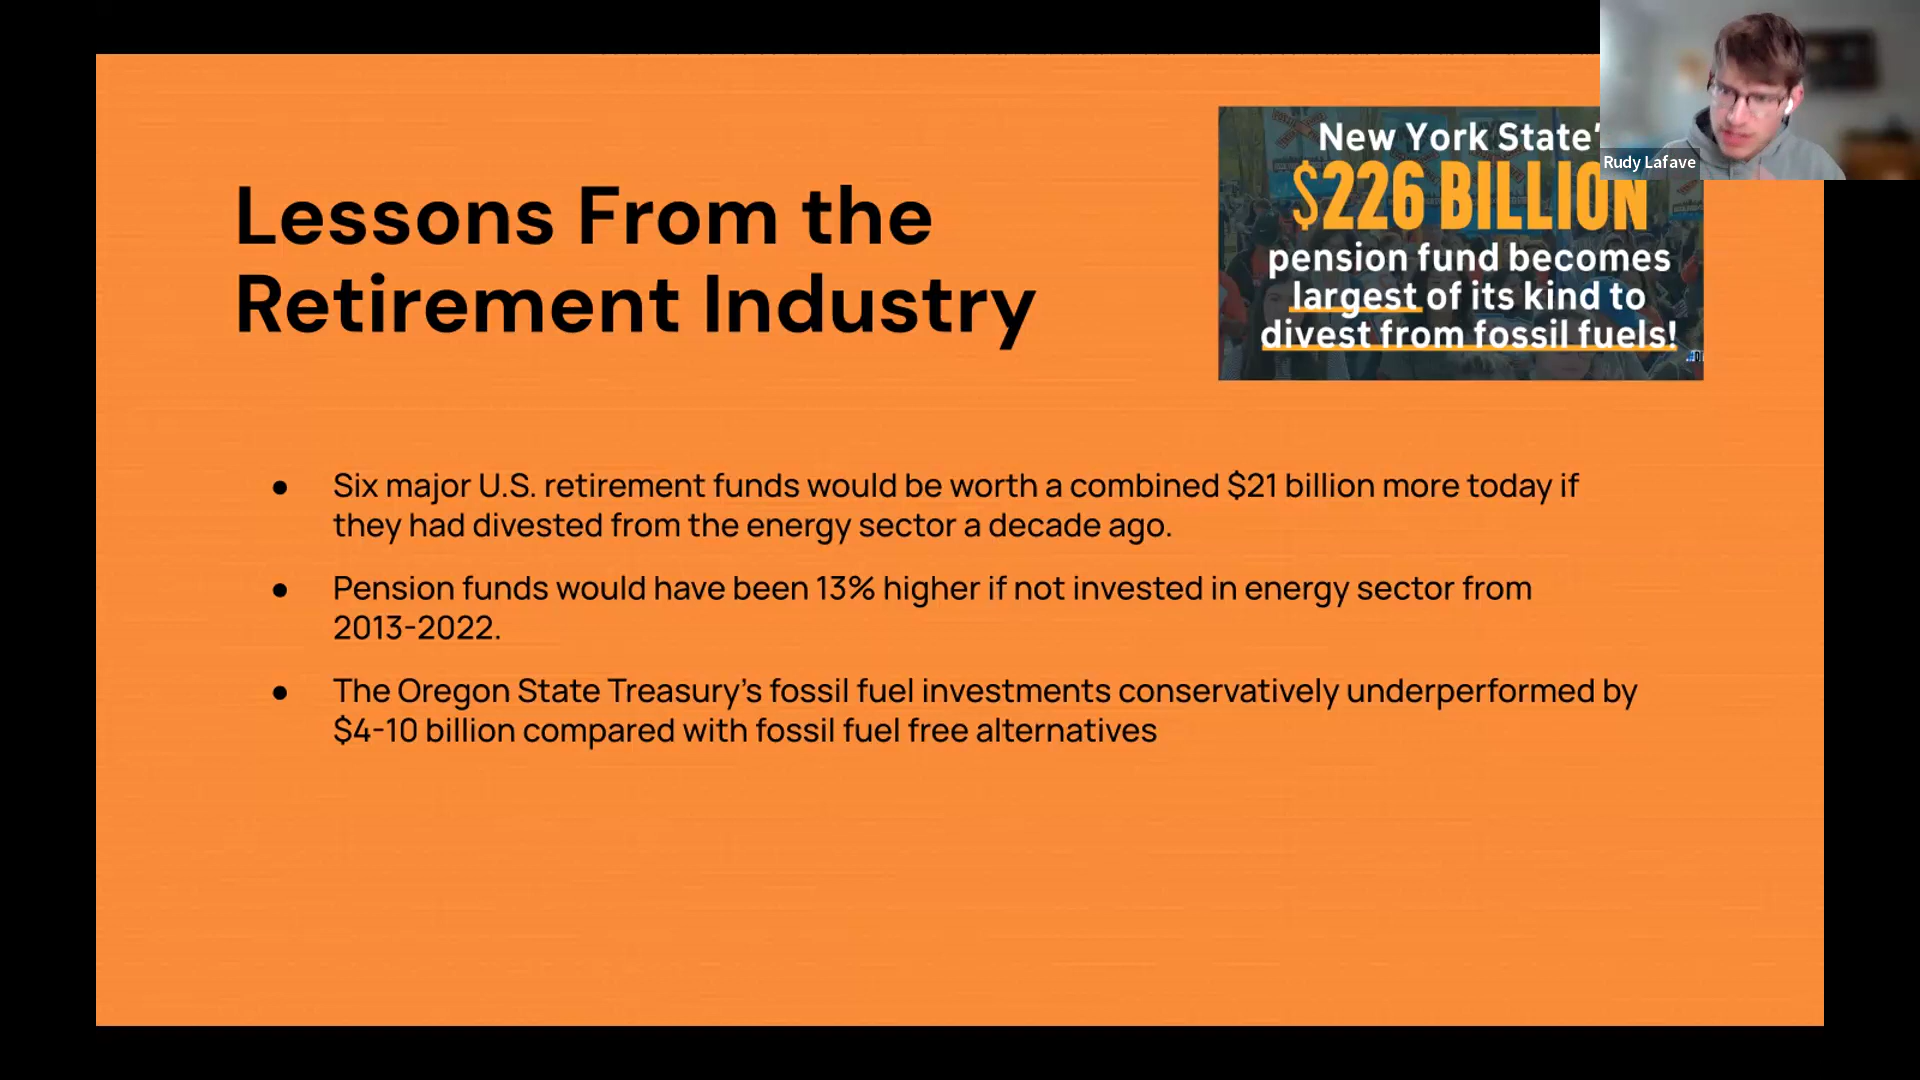 Lessons From the
Retirement Industry
New York State'
$226 BILLION
pension fund becomes
largest of its kind to
divest from fossil fuels!
Rudy Lafave
● Six major U.S. retirement funds would be worth a combined $21 billion more today if
they had divested from the energy sector a decade ago.
● Pension funds would have been 13% higher if not invested in energy sector from
2013-2022.
● The Oregon State Treasury’s fossil fuel investments conservatively underperformed by
$4-10 billion compared with fossil fuel free alternatives